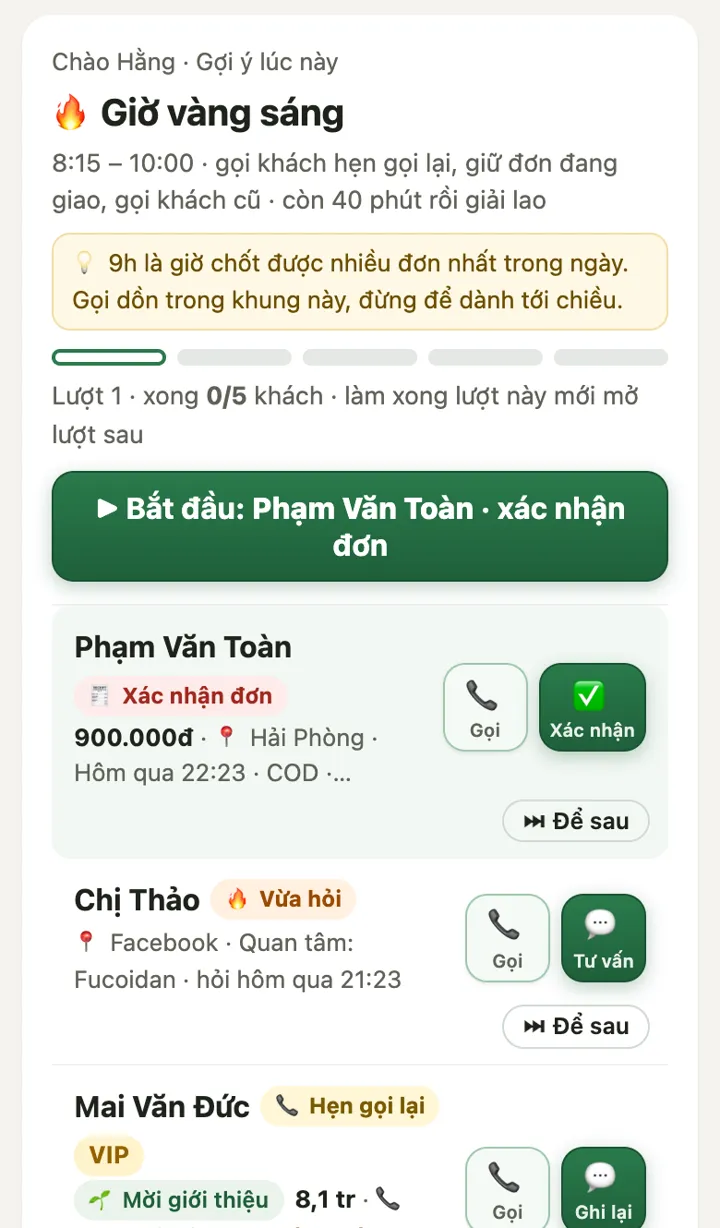 Chào Hằng · Gợi ý lúc này
🔥 Giờ vàng sáng
8:15 – 10:00 · gọi khách hẹn gọi lại, giữ đơn đang
giao, gọi khách cũ · còn 40 phút rồi giải lao
💡 9h là giờ chốt được nhiều đơn nhất trong ngày.
Gọi dồn trong khung này, đừng để dành tới chiều.
Lượt 1 · xong 0/5 khách · làm xong lượt này mới mở
lượt sau
▶ Bắt đầu: Phạm Văn Toàn · xác nhận
đơn
Phạm Văn Toàn
🧾 Xác nhận đơn
900.000đ · 📍 Hải Phòng ·
Hôm qua 22:23 · COD ·...
📞 Gọi
✅ Xác nhận
⏭ Để sau
Chị Thảo 🔥 Vừa hỏi
📍 Facebook · Quan tâm:
Fucoidan · hỏi hôm qua 21:23
📞 Gọi
💬 Tư vấn
⏭ Để sau
Mai Văn Đức 📞 Hẹn gọi lại
VIP
🌱 Mời giới thiệu 8,1 tr · 📞
📞 Gọi
💬 Ghi lại